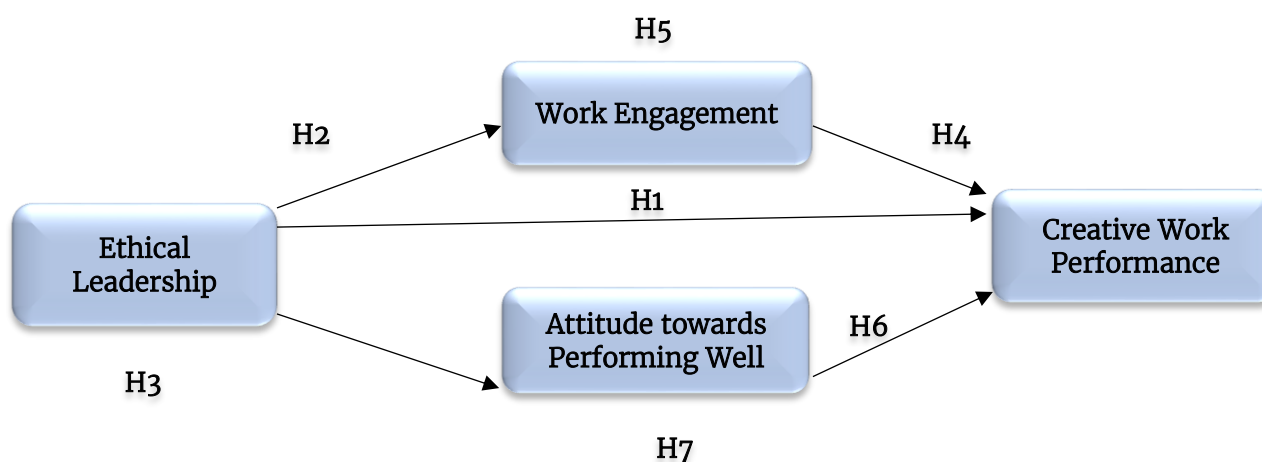 H5
Work Engagement
H2
H4
H1
Ethical
Leadership
Creative Work
Performance
Attitude towards
Performing Well
H6
H3
H7